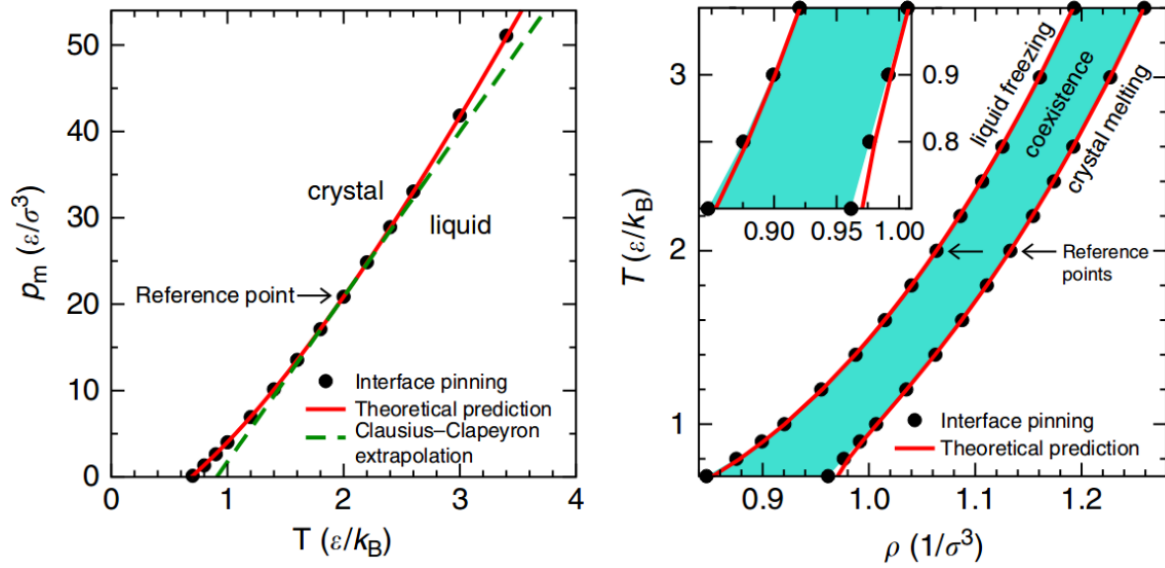 50
40
30
20
10
0
0
1
2
3
4
p_m (ε/σ³)
T (ε/k_B)
crystal
liquid
Reference point
Interface pinning
Theoretical prediction
Clausius–Clapeyron
extrapolation
3
2
1
0.9
1.0
1.1
1.2
T (ε/k_B)
ρ (1/σ³)
0.9
0.8
0.90
0.95
1.00
liquid freezing
coexistence
crystal melting
Reference
points
Interface pinning
Theoretical prediction